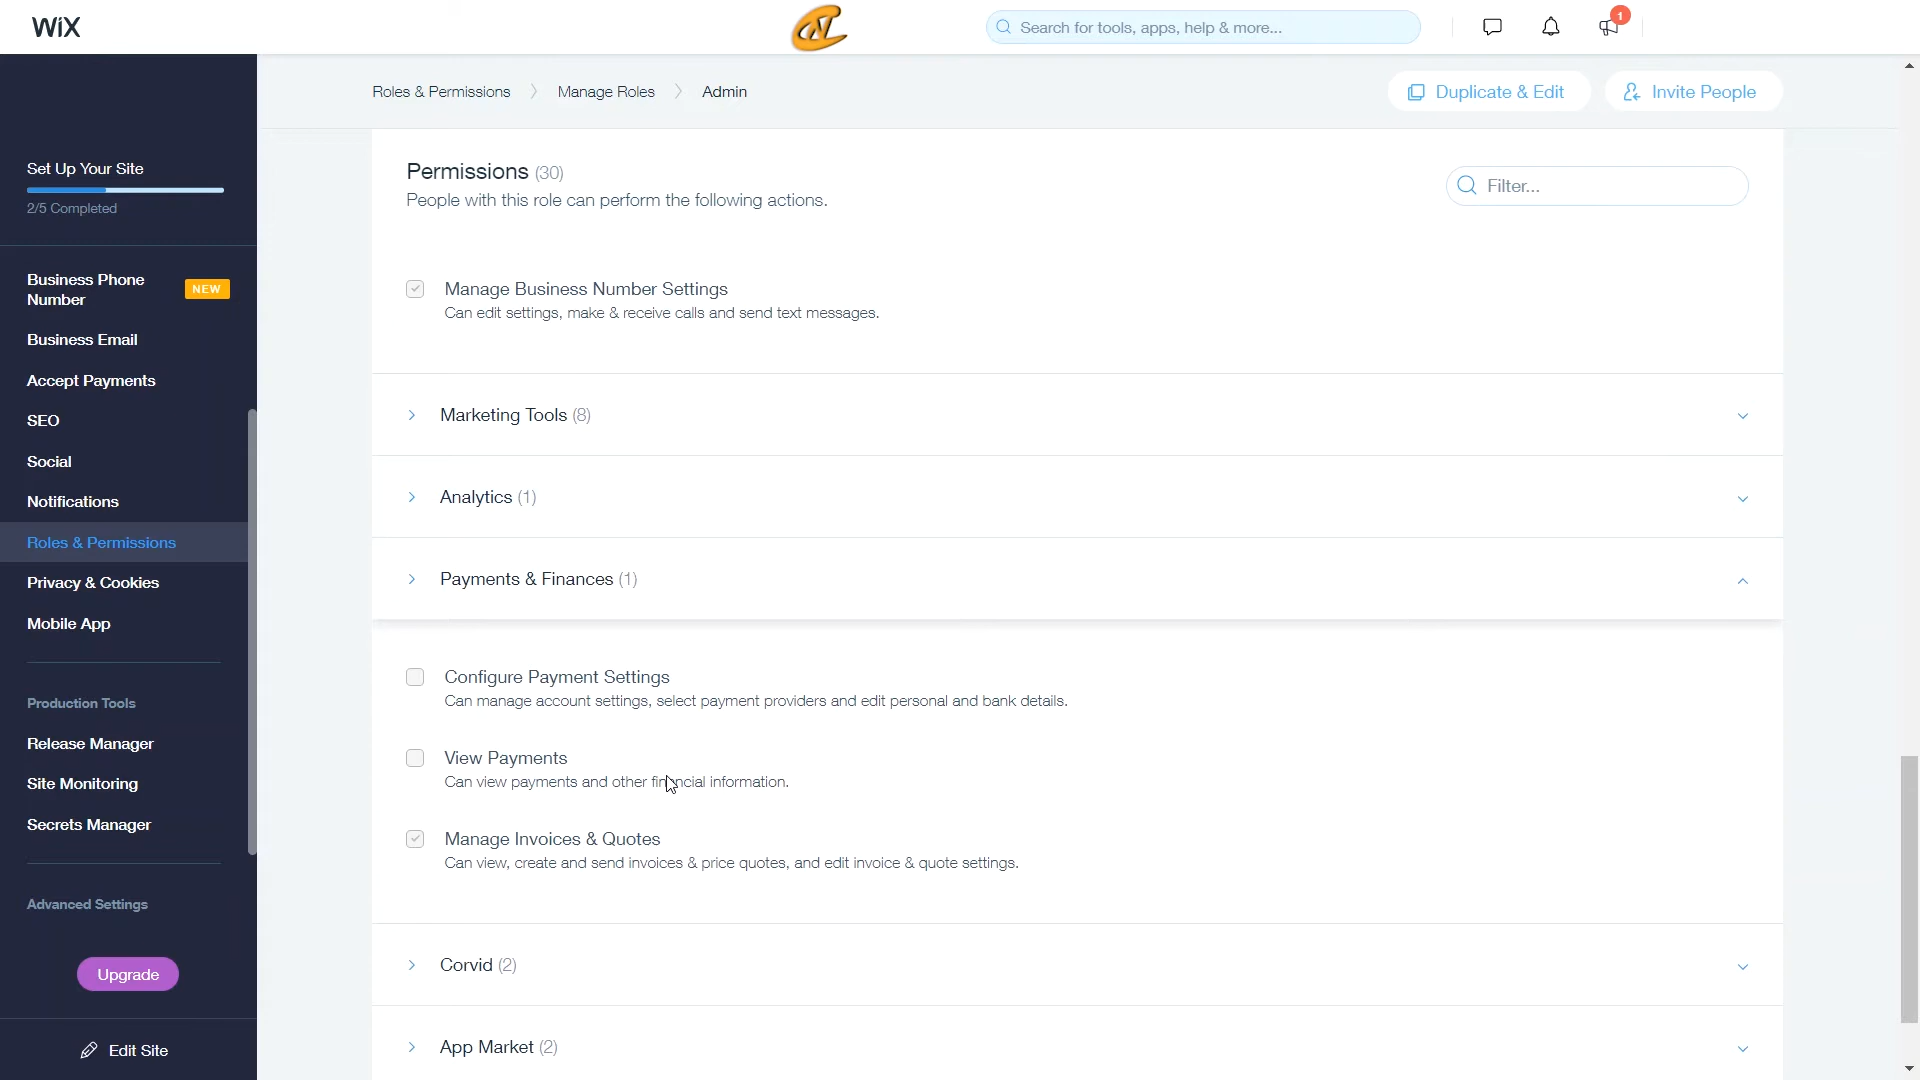 WiX
Search for tools, apps, help & more...
1
Roles & Permissions
Manage Roles
Admin
Duplicate & Edit
Invite People
Set Up Your Site
2/5 Completed
Business Phone
Number
NEW
Business Email
Accept Payments
SEO
Social
Notifications
Roles & Permissions
Privacy & Cookies
Mobile App
Production Tools
Release Manager
Site Monitoring
Secrets Manager
Advanced Settings
Upgrade
Edit Site
Permissions (30)
People with this role can perform the following actions.
Filter...
Manage Business Number Settings
Can edit settings, make & receive calls and send text messages.
Marketing Tools (8)
Analytics (1)
Payments & Finances (1)
Configure Payment Settings
Can manage account settings, select payment providers and edit personal and bank details.
View Payments
Can view payments and other financial information.
Manage Invoices & Quotes
Can view, create and send invoices & price quotes, and edit invoice & quote settings.
Corvid (2)
App Market (2)